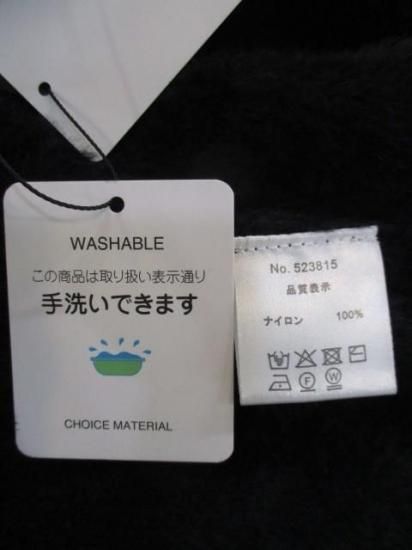 WASHABLE
この商品は取り扱い表示通り
手洗いできます
CHOICE MATERIAL
No. 523815
品質表示
ナイロン 100%
F
W